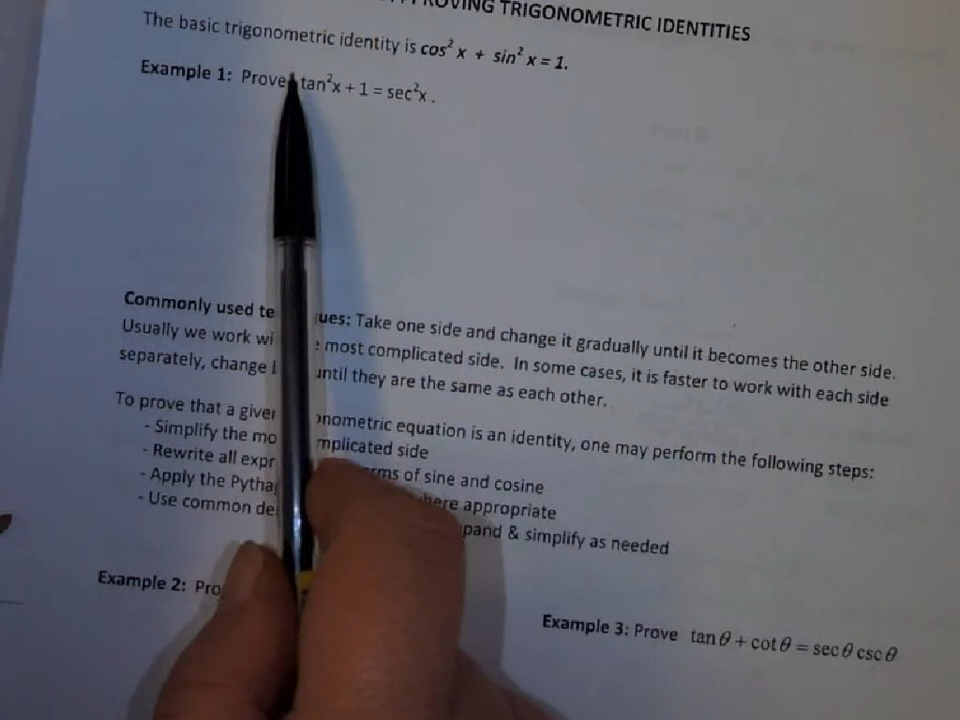 PROVING TRIGONOMETRIC IDENTITIES
The basic trigonometric identity is cos² x + sin² x = 1.
Example 1: Prove tan²x + 1 = sec²x .
Commonly used te ues: Take one side and change it gradually until it becomes the other side.
Usually we work wi most complicated side. In some cases, it is faster to work with each side
separately, change until they are the same as each other.
To prove that a given onometric equation is an identity, one may perform the following steps:
- Simplify the mo mplicated side
- Rewrite all expr rms of sine and cosine
- Apply the Pytha here appropriate
- Use common de pand & simplify as needed
Example 2: Pro
Example 3: Prove tan θ + cot θ = sec θ csc θ